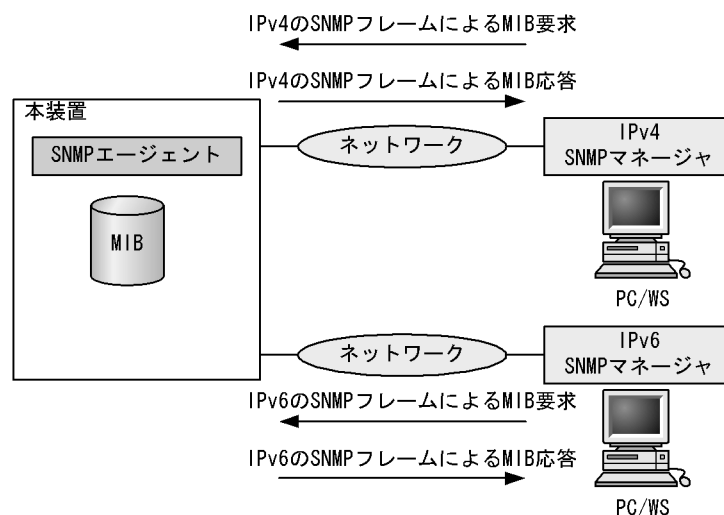 IPv4のSNMPフレームによるMIB要求
IPv4のSNMPフレームによるMIB応答
本装置
SNMPエージェント
MIB
ネットワーク
IPv4
SNMPマネージャ
PC/WS
ネットワーク
IPv6
SNMPマネージャ
IPv6のSNMPフレームによるMIB要求
IPv6のSNMPフレームによるMIB応答
PC/WS